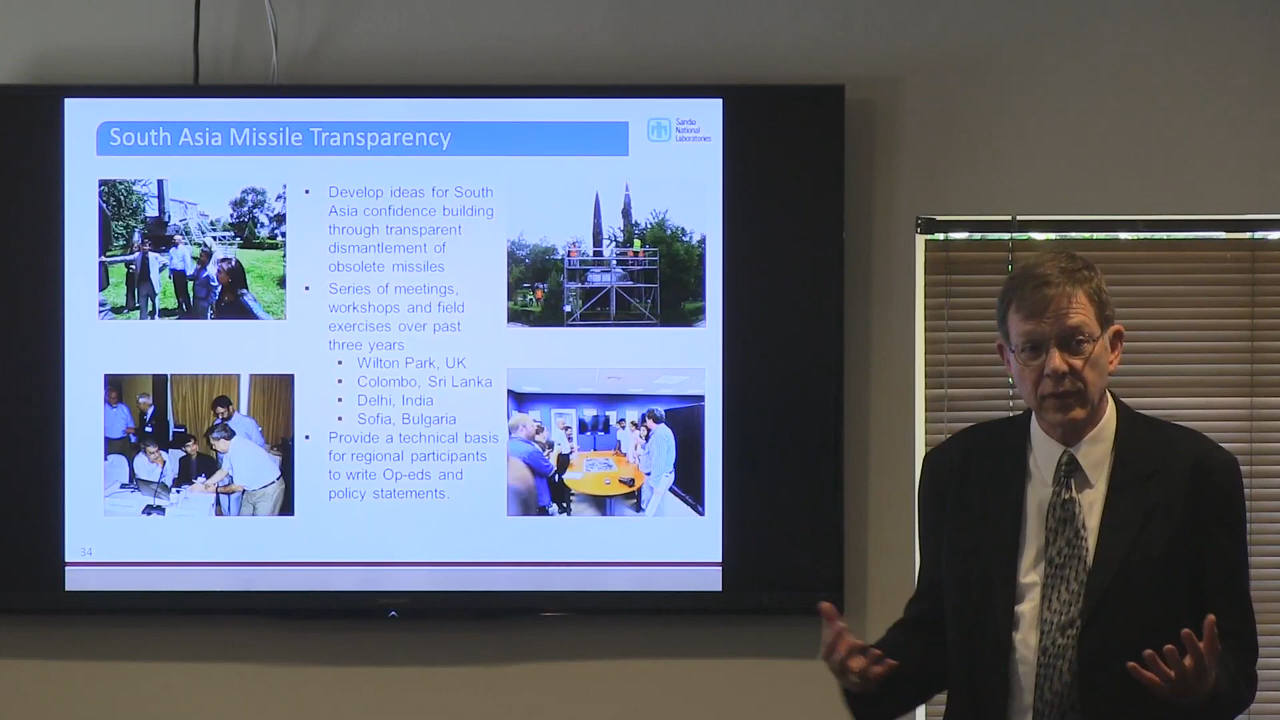 South Asia Missile Transparency
Sandia
National
Laboratories
▪ Develop ideas for South
Asia confidence building
through transparent
dismantlement of
obsolete missiles
▪ Series of meetings,
workshops and field
exercises over past
three years
▪ Wilton Park, UK
▪ Colombo, Sri Lanka
▪ Delhi, India
▪ Sofia, Bulgaria
▪ Provide a technical basis
for regional participants
to write Op-eds and
policy statements.
34